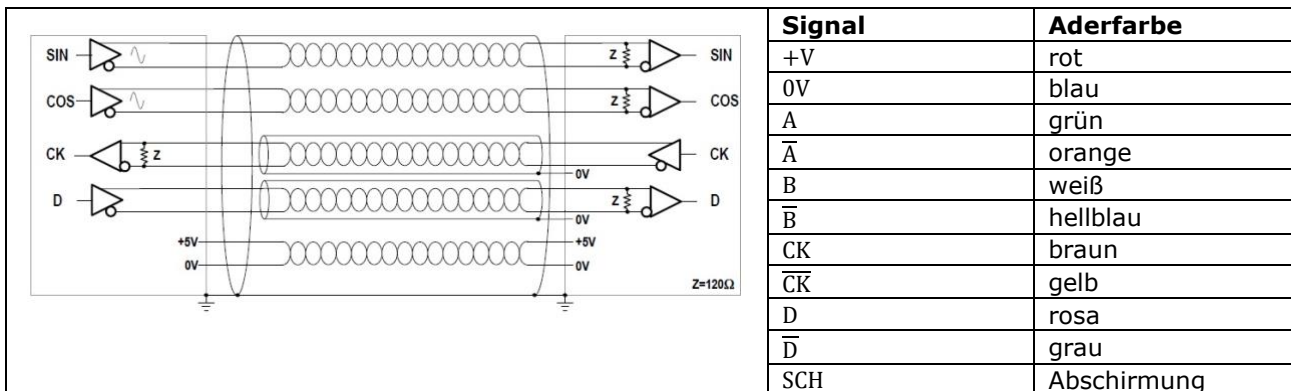 SIN
Z
SIN
COS
Z
COS
CK
Z
CK
0V
D
Z
D
0V
+5V
+5V
0V
0V
Z=120Ω
Signal Aderfarbe
+V rot
0V blau
A grün
A̅ orange
B weiß
B̅ hellblau
CK braun
C̅K̅ gelb
D rosa
D̅ grau
SCH Abschirmung